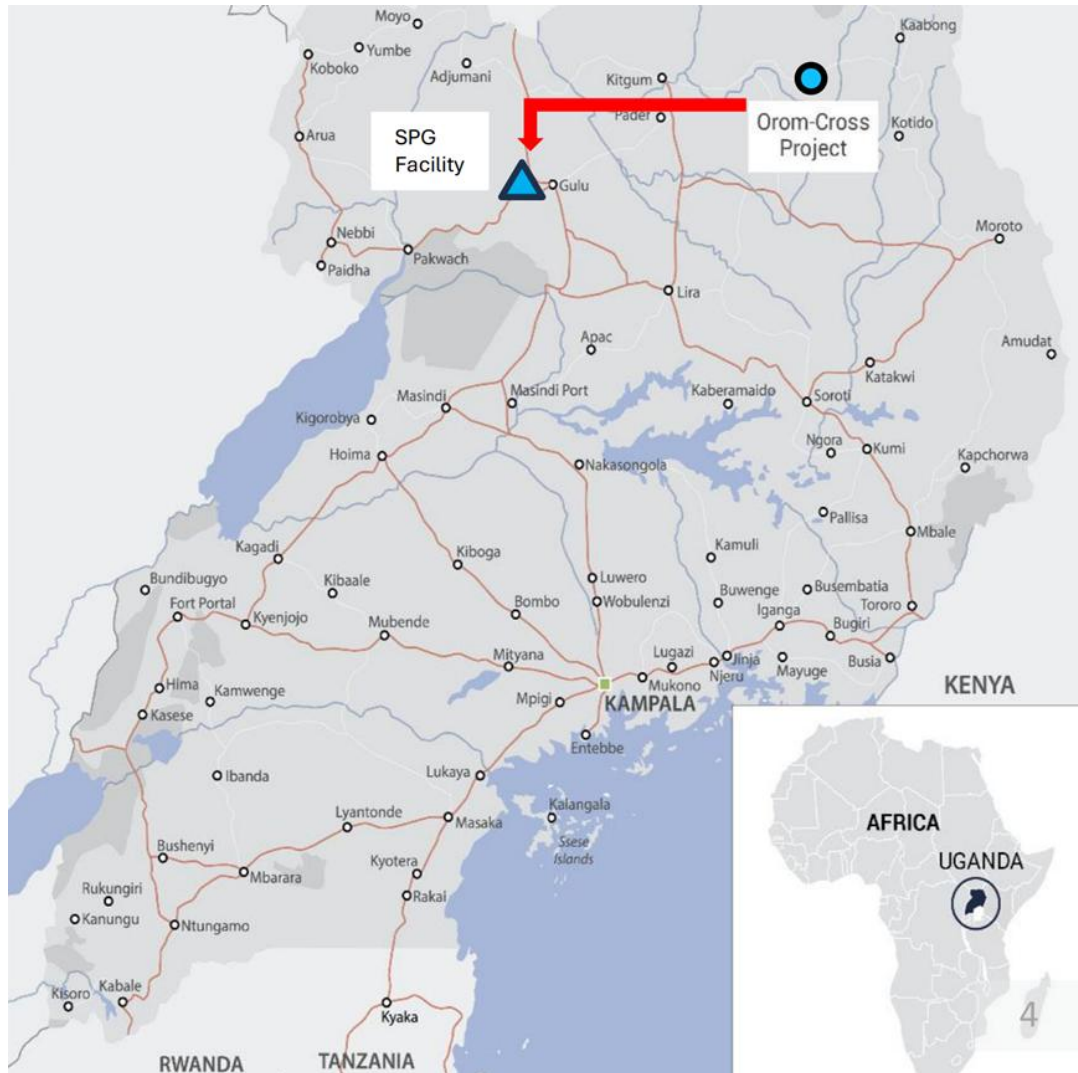 Moyo
Kaabong
Yumbe
Koboko
Adjumani
Kitgum
Pader
Orom-Cross
Project
Kotido
SPG
Facility
Arua
Gulu
Nebbi
Pakwach
Paidha
Moroto
Lira
Apac
Amudat
Katakwi
Masindi
Masindi Port
Kaberamaido
Soroti
Kigorobya
Ngora
Kumi
Hoima
Nakasongola
Kapchorwa
Pallisa
Mbale
Kagadi
Kiboga
Kamuli
Bundibugyo
Kibaale
Luwero
Buwenge
Busembatia
Fort Portal
Kyenjojo
Bombo
Wobulenzi
Iganga
Tororo
Mubende
Bugiri
Mityana
Lugazi
Jinja
Busia
Hima
Kamwenge
Mpigi
Mukono
Njeru
Mayuge
KAMPALA
KENYA
Kasese
Entebbe
Ibanda
Lukaya
Kalangala
Ssese
Islands
Lyantonde
Masaka
Bushenyi
Kyotera
Mbarara
Rakai
Rukungiri
Kanungu
Ntungamo
Kabale
Kisoro
Kyaka
RWANDA
TANZANIA
AFRICA
UGANDA
4